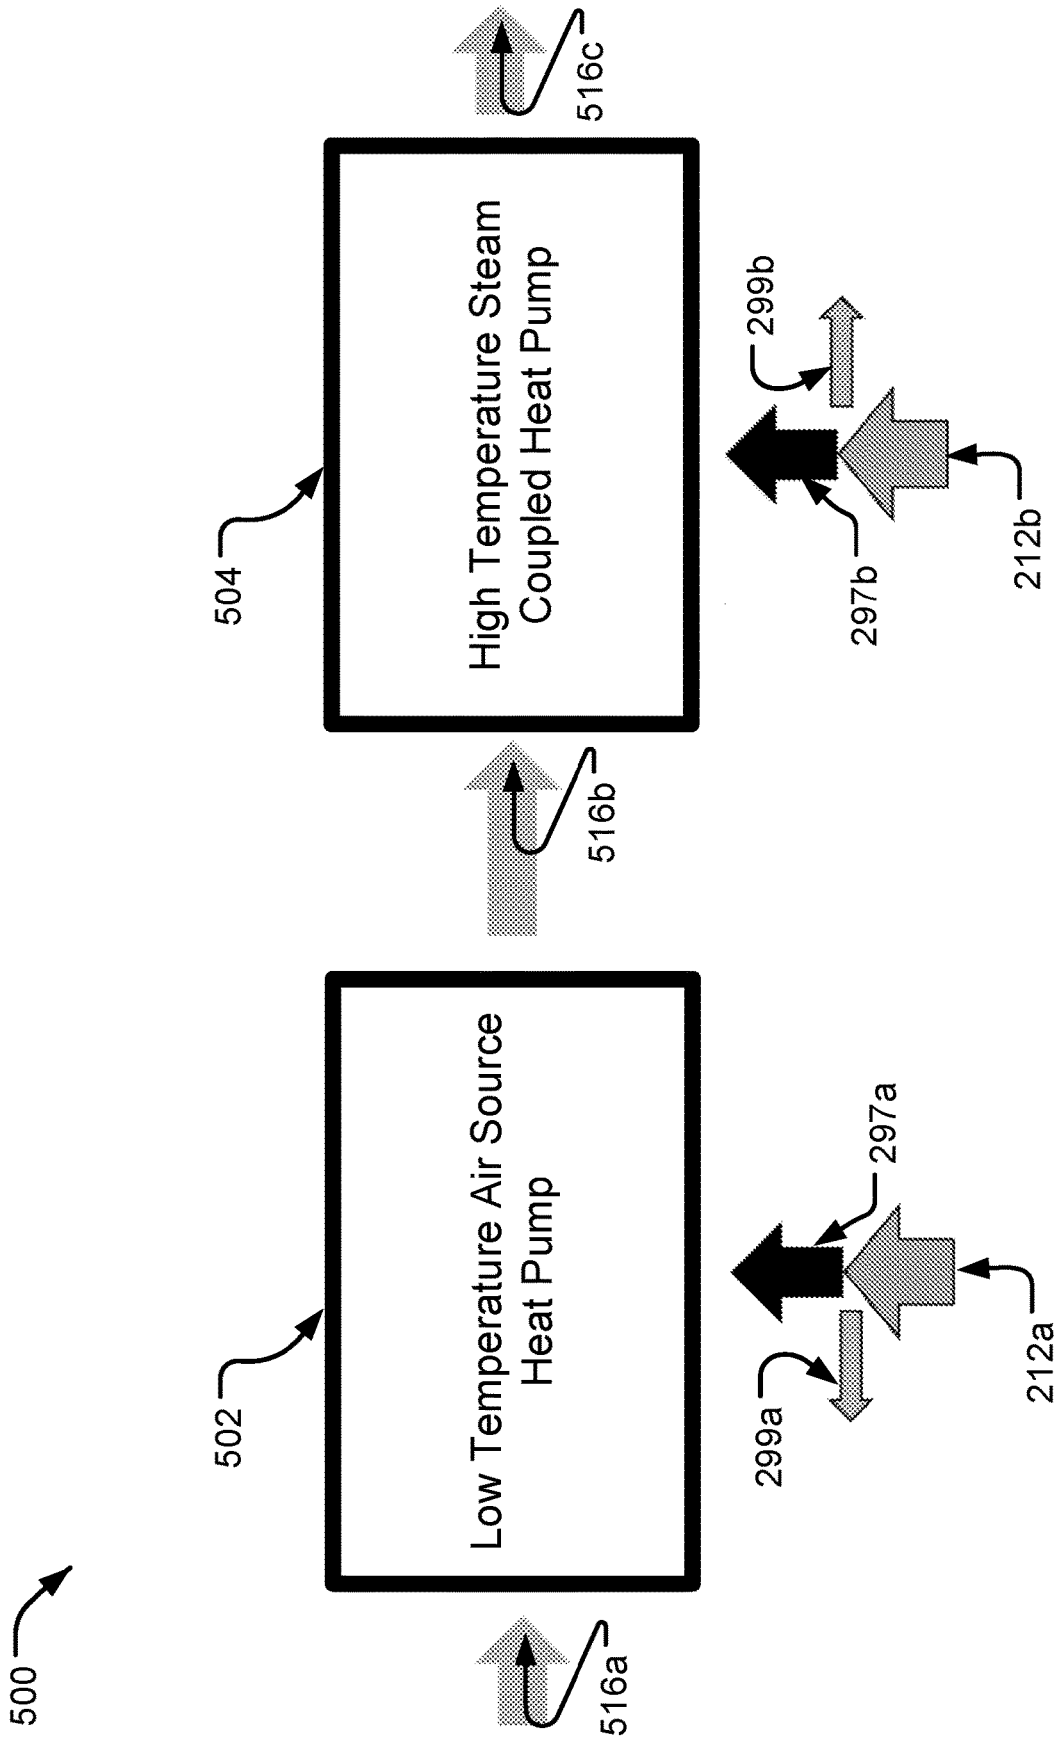 500
502
504
Low Temperature Air Source
Heat Pump
High Temperature Steam
Coupled Heat Pump
516a
516b
516c
299a
297a
212a
297b
299b
212b